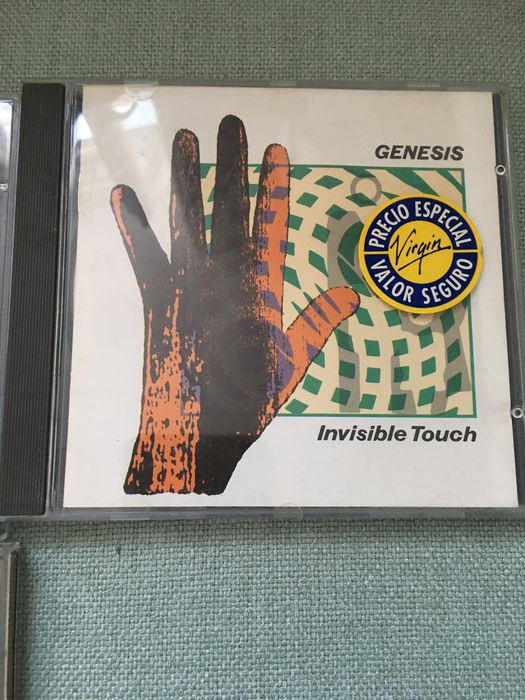 GENESIS
PRECIO ESPECIAL
Virgin
VALOR SEGURO
Invisible Touch